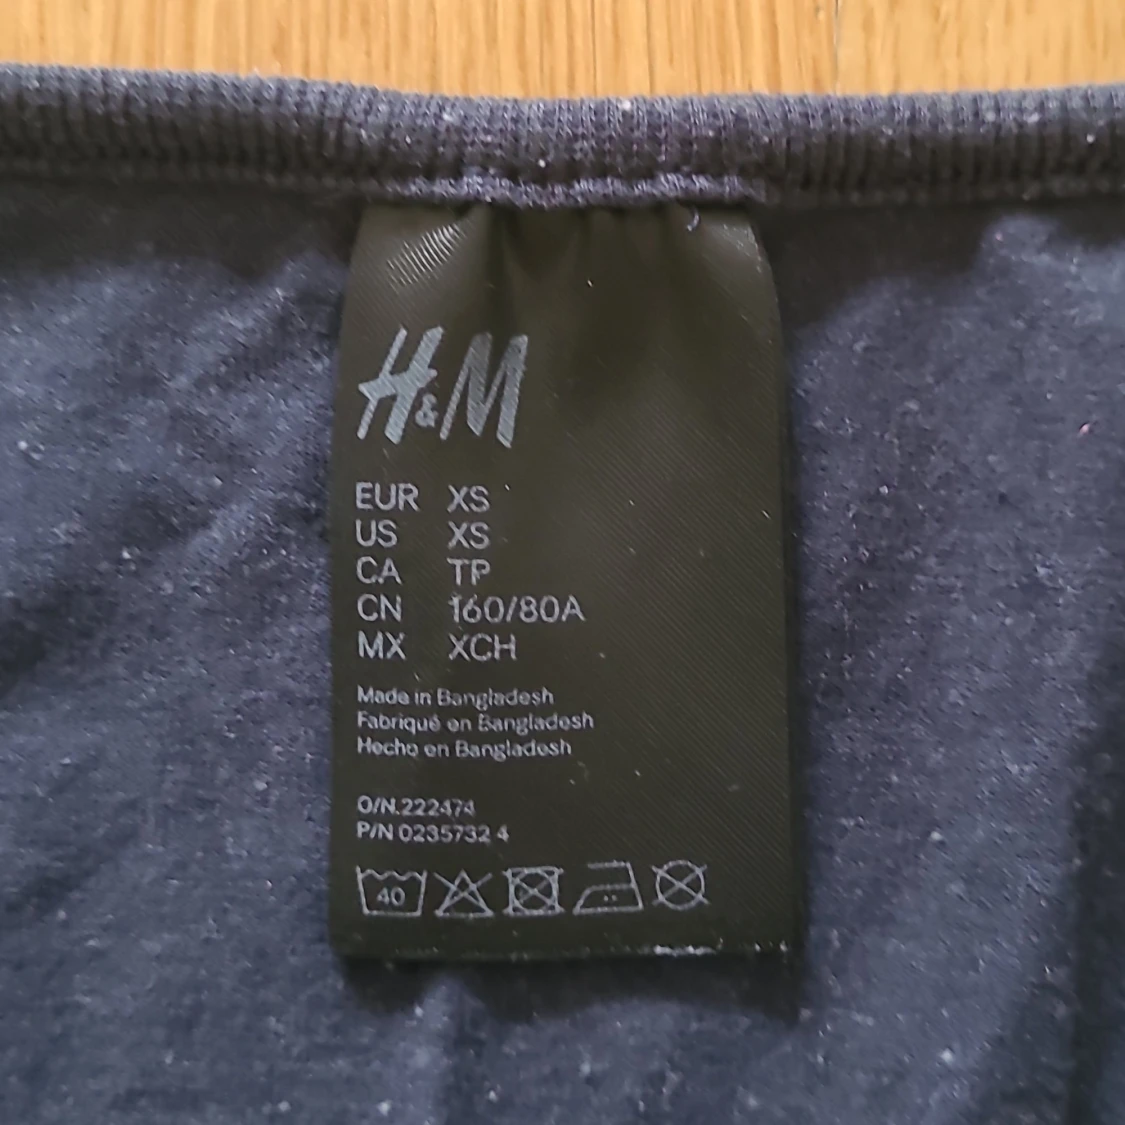 H&M
EUR XS
US XS
CA TP
CN 160/80A
MX XCH
Made in Bangladesh
Fabriqué en Bangladesh
Hecho en Bangladesh
O/N.222474
P/N 0235732 4
40